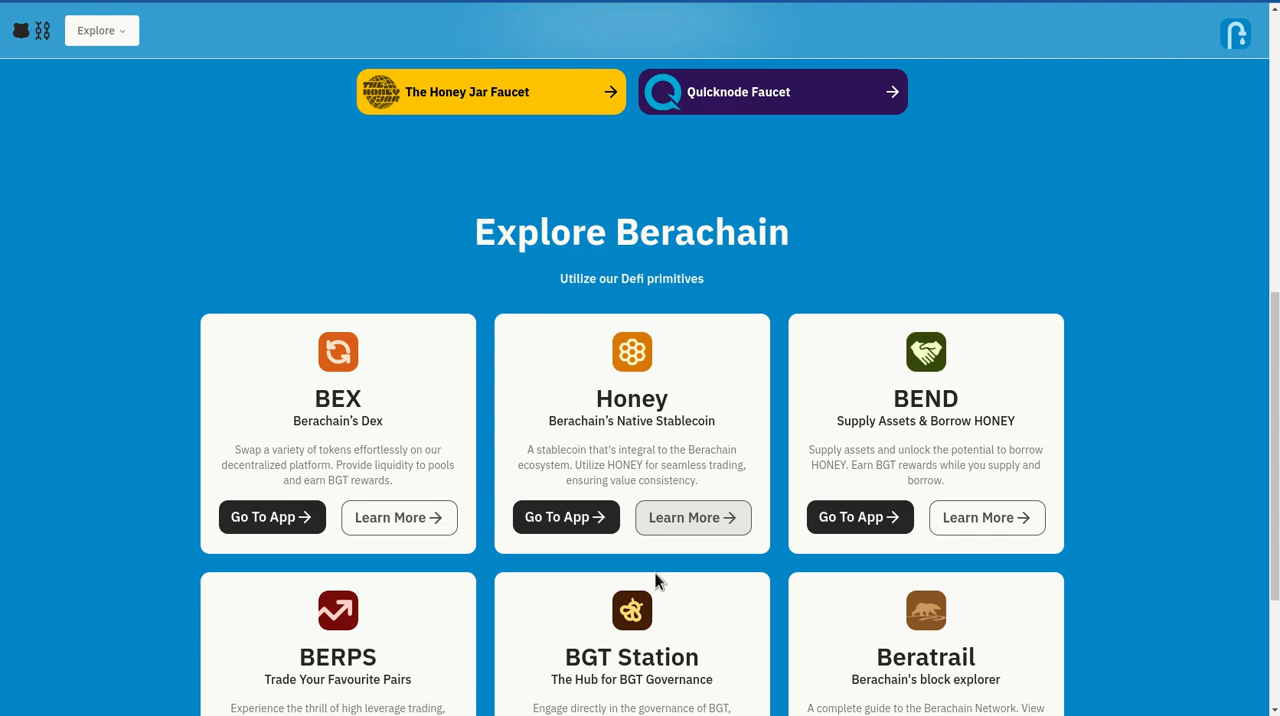 Explore
THE HONEY JAR
The Honey Jar Faucet
Quicknode Faucet
Explore Berachain
Utilize our Defi primitives
BEX
Berachain’s Dex
Swap a variety of tokens effortlessly on our
decentralized platform. Provide liquidity to pools
and earn BGT rewards.
Go To App
Learn More
Honey
Berachain’s Native Stablecoin
A stablecoin that's integral to the Berachain
ecosystem. Utilize HONEY for seamless trading,
ensuring value consistency.
Go To App
Learn More
BEND
Supply Assets & Borrow HONEY
Supply assets and unlock the potential to borrow
HONEY. Earn BGT rewards while you supply and
borrow.
Go To App
Learn More
BERPS
Trade Your Favourite Pairs
Experience the thrill of high leverage trading,
BGT Station
The Hub for BGT Governance
Engage directly in the governance of BGT,
Beratrail
Berachain's block explorer
A complete guide to the Berachain Network. View